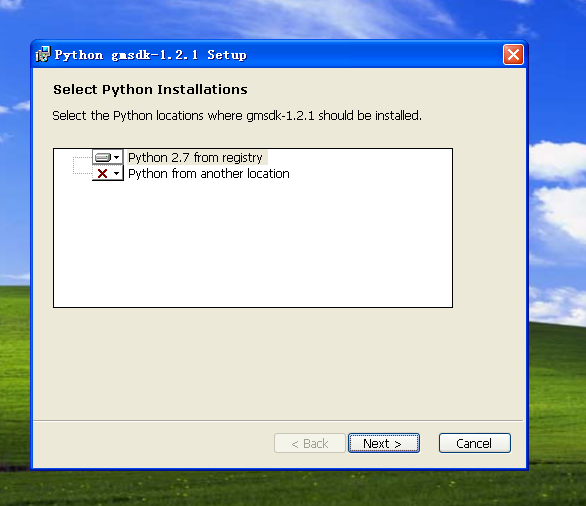 Python gmsdk-1.2.1 Setup
Select Python Installations
Select the Python locations where gmsdk-1.2.1 should be installed.
Python 2.7 from registry
Python from another location
< Back Next > Cancel